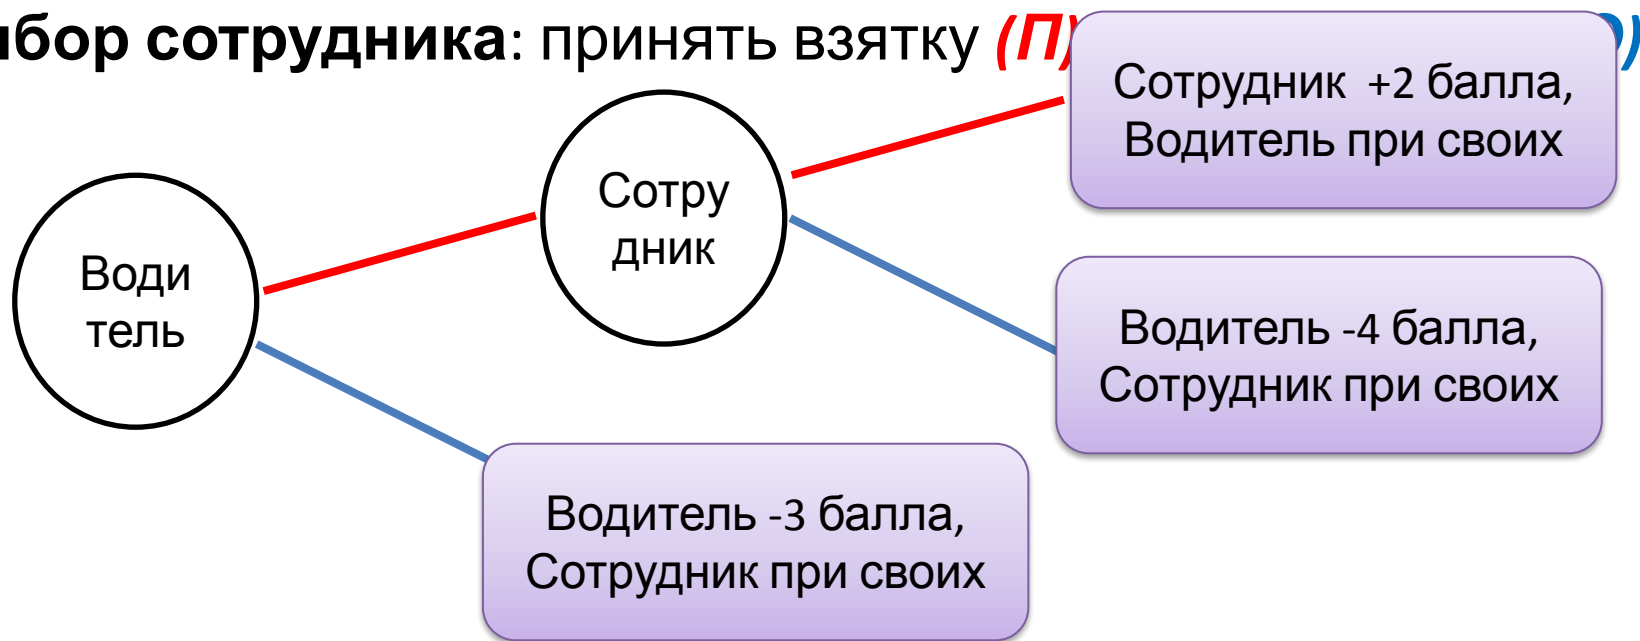 бор сотрудника: принять взятку (П)
Сотрудник +2 балла,
Водитель при своих
Сотру
дник
Води
тель
Водитель -4 балла,
Сотрудник при своих
Водитель -3 балла,
Сотрудник при своих